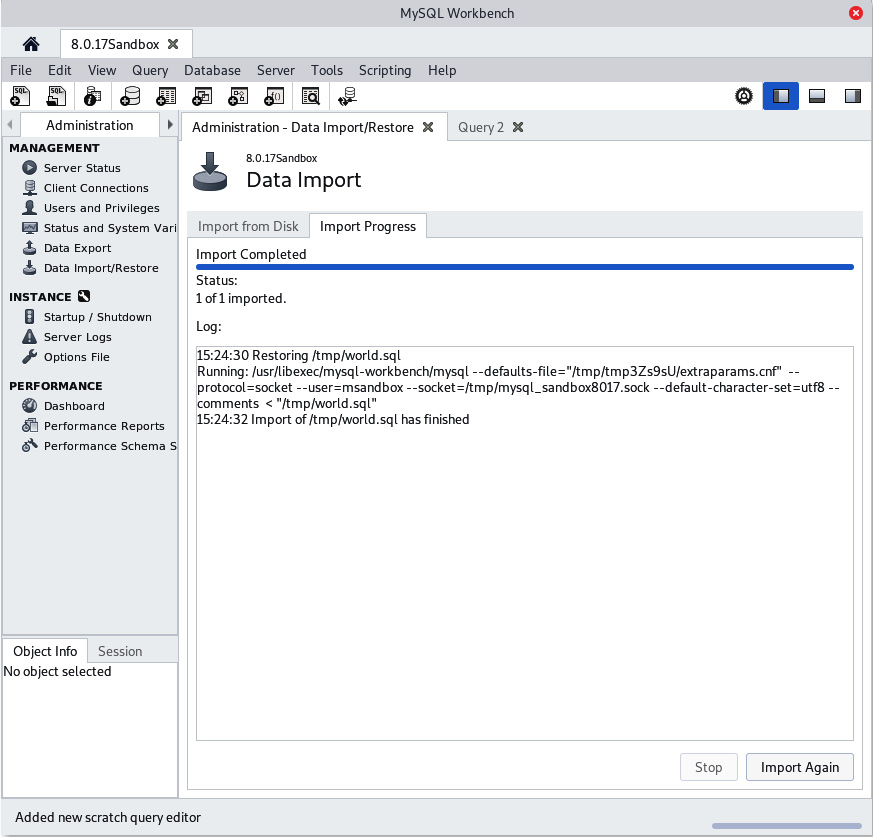 MySQL Workbench
8.0.17Sandbox
File Edit View Query Database Server Tools Scripting Help
Administration
Administration - Data Import/Restore
Query 2
MANAGEMENT
Server Status
Client Connections
Users and Privileges
Status and System Vari
Data Export
Data Import/Restore
INSTANCE
Startup / Shutdown
Server Logs
Options File
PERFORMANCE
Dashboard
Performance Reports
Performance Schema S
Object Info Session
No object selected
8.0.17Sandbox
Data Import
Import from Disk Import Progress
Import Completed
Status:
1 of 1 imported.
Log:
15:24:30 Restoring /tmp/world.sql
Running: /usr/libexec/mysql-workbench/mysql --defaults-file="/tmp/tmp3Zs9sU/extraparams.cnf"  --
protocol=socket --user=msandbox --socket=/tmp/mysql_sandbox8017.sock --default-character-set=utf8 --
comments  < "/tmp/world.sql"
15:24:32 Import of /tmp/world.sql has finished
Stop Import Again
Added new scratch query editor